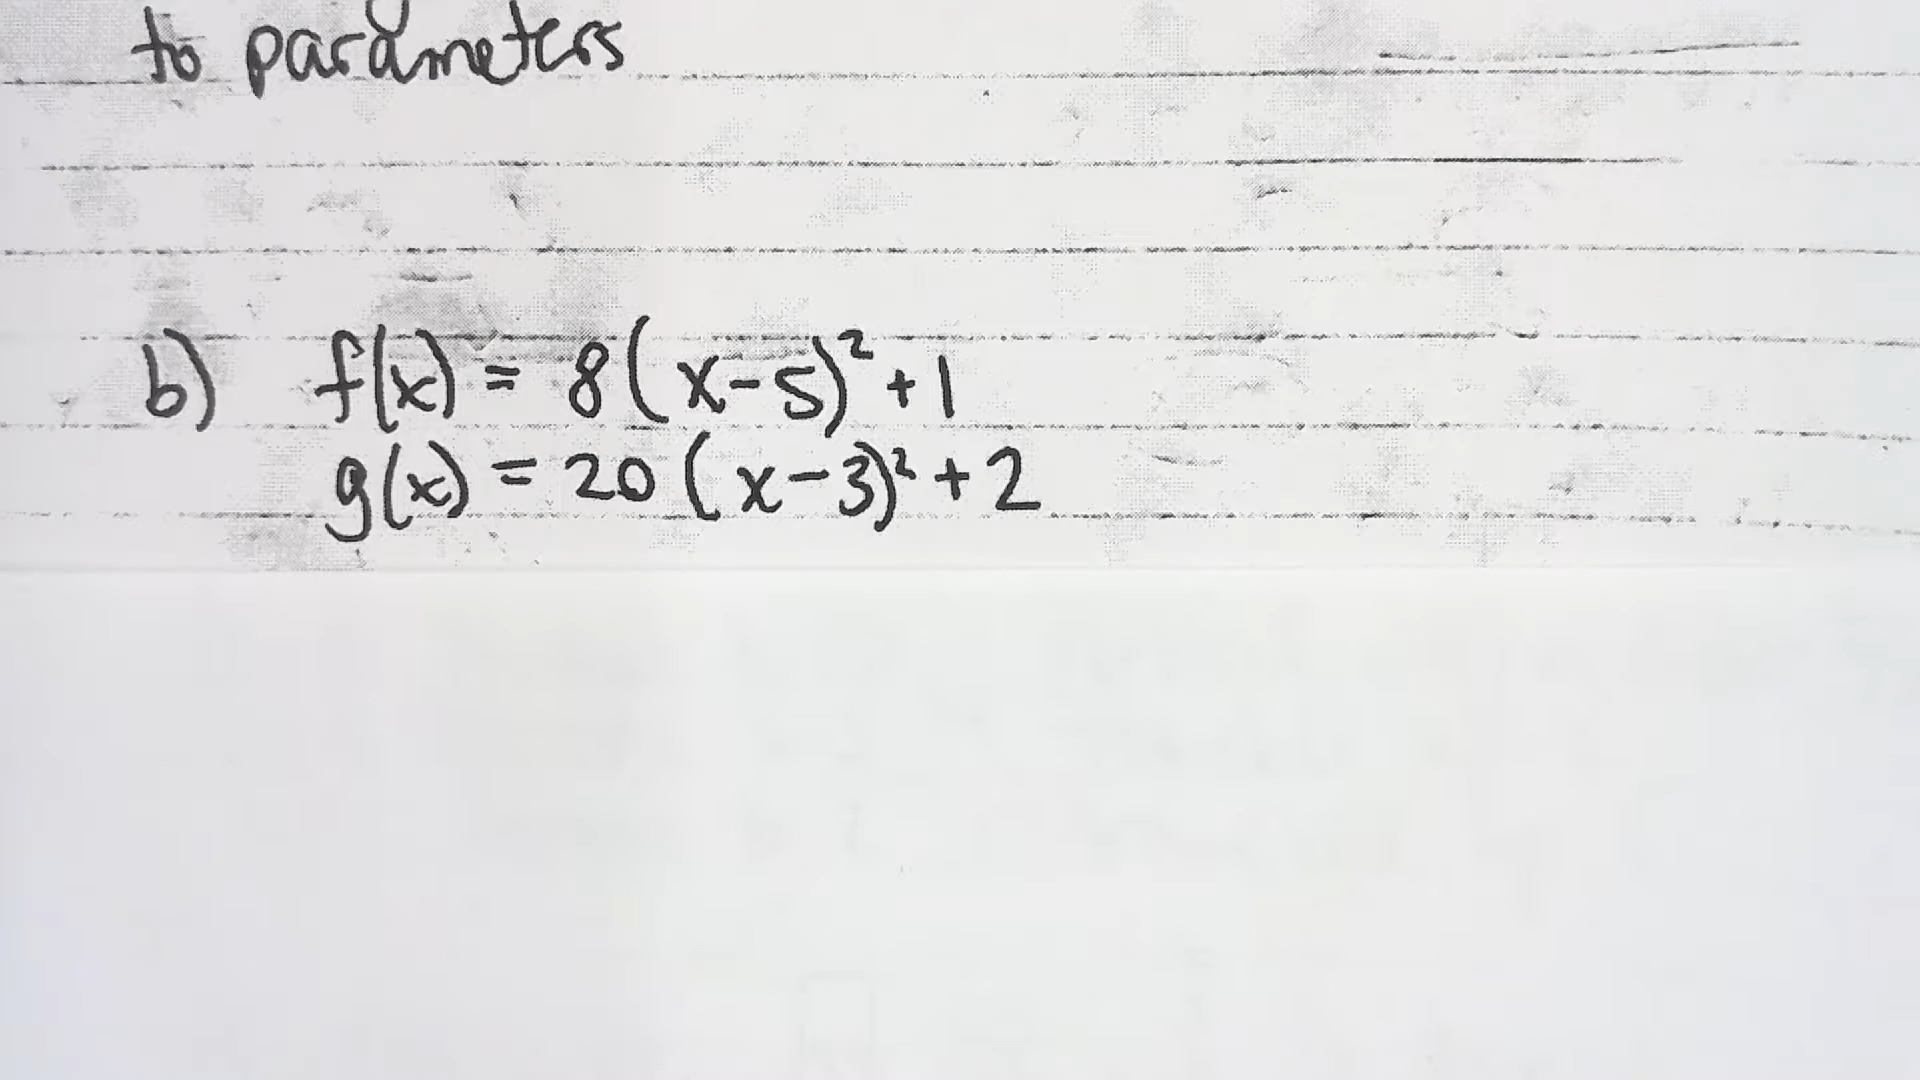 to parameters
b) f(x) = 8(x-5)² + 1
g(x) = 20(x-3)² + 2